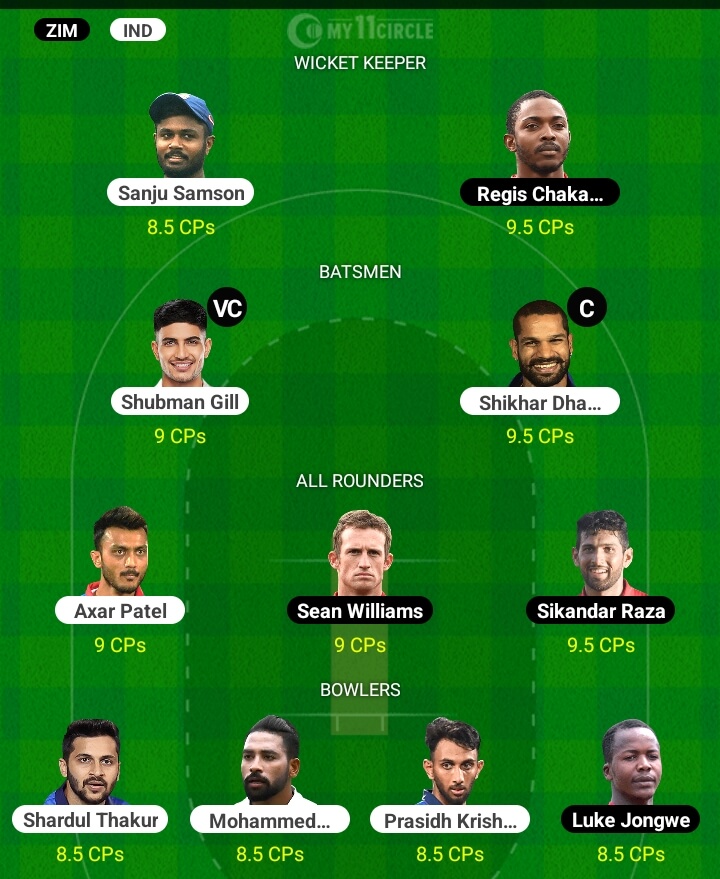 ZIM IND
MY11CIRCLE
WICKET KEEPER
Sanju Samson
8.5 CPs
Regis Chaka...
9.5 CPs
BATSMEN
VC
Shubman Gill
9 CPs
C
Shikhar Dha...
9.5 CPs
ALL ROUNDERS
Axar Patel
9 CPs
Sean Williams
9 CPs
Sikandar Raza
9.5 CPs
BOWLERS
Shardul Thakur
8.5 CPs
Mohammed...
8.5 CPs
Prasidh Krish...
8.5 CPs
Luke Jongwe
8.5 CPs